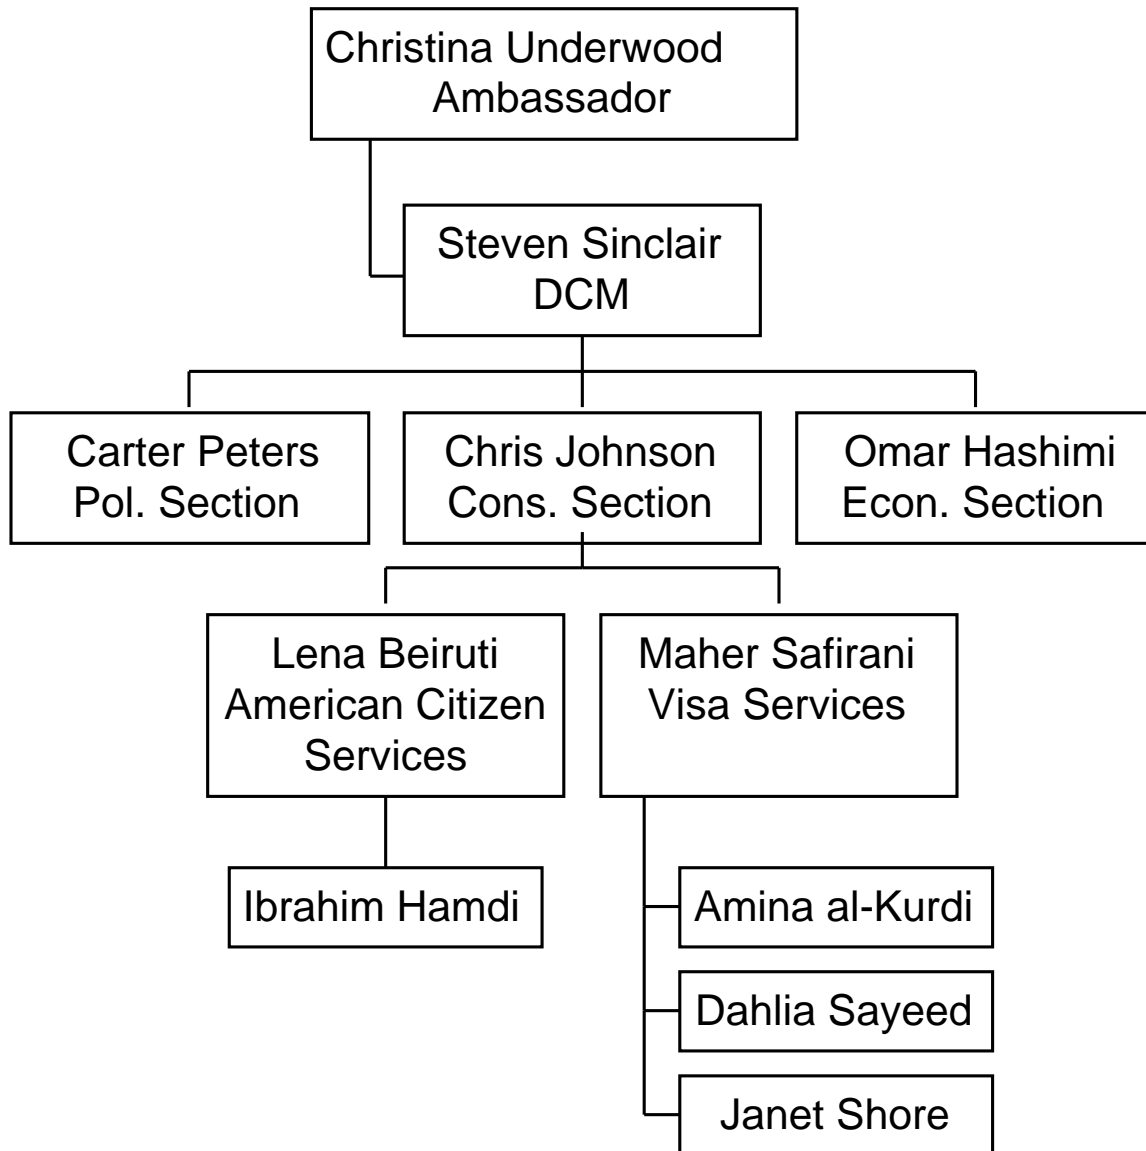 Christina Underwood
Ambassador
Steven Sinclair
DCM
Carter Peters
Pol. Section
Chris Johnson
Cons. Section
Omar Hashimi
Econ. Section
Lena Beiruti
American Citizen
Services
Maher Safirani
Visa Services
Ibrahim Hamdi
Amina al-Kurdi
Dahlia Sayeed
Janet Shore